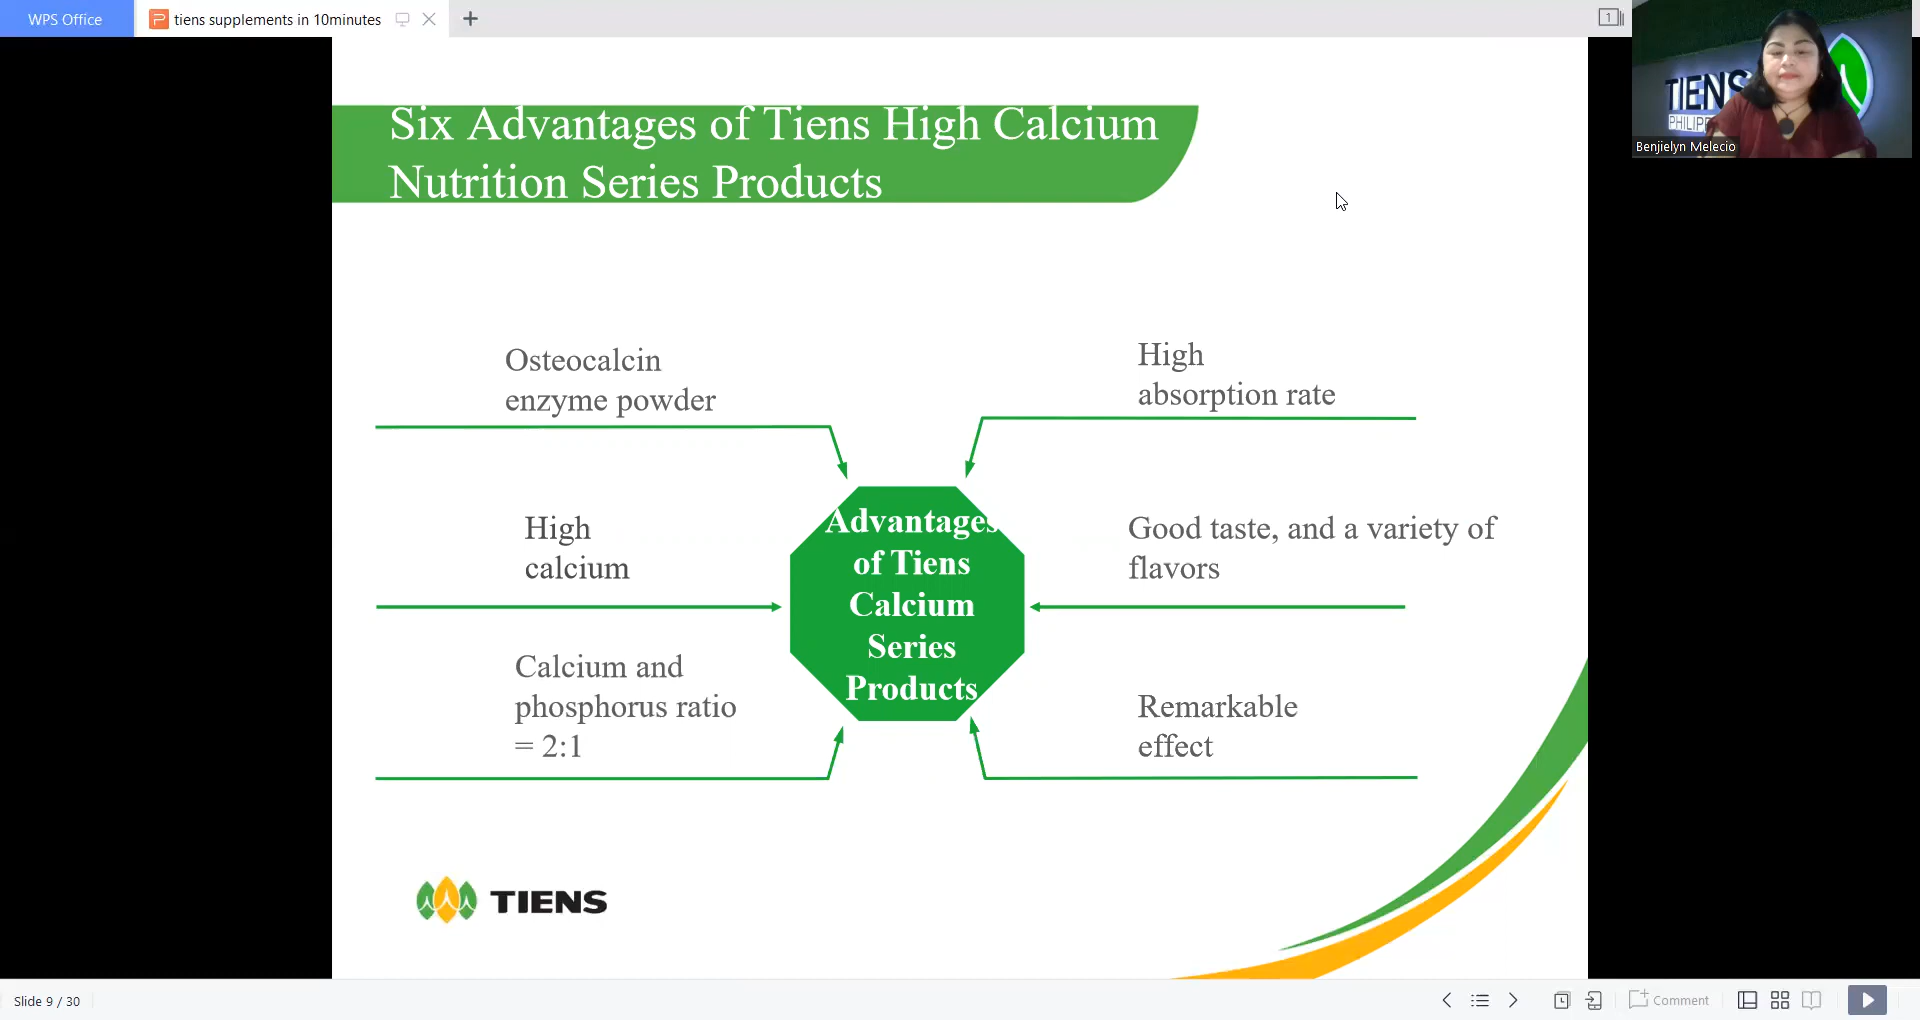 WPS Office
tiens supplements in 10minutes
1
TIENS
Benjielyn Melecio
Six Advantages of Tiens High Calcium
Nutrition Series Products
Osteocalcin
enzyme powder
High
absorption rate
High
calcium
Good taste, and a variety of
flavors
Calcium and
phosphorus ratio
= 2:1
Remarkable
effect
Advantages
of Tiens
Calcium
Series
Products
TIENS
Slide 9 / 30
Comment